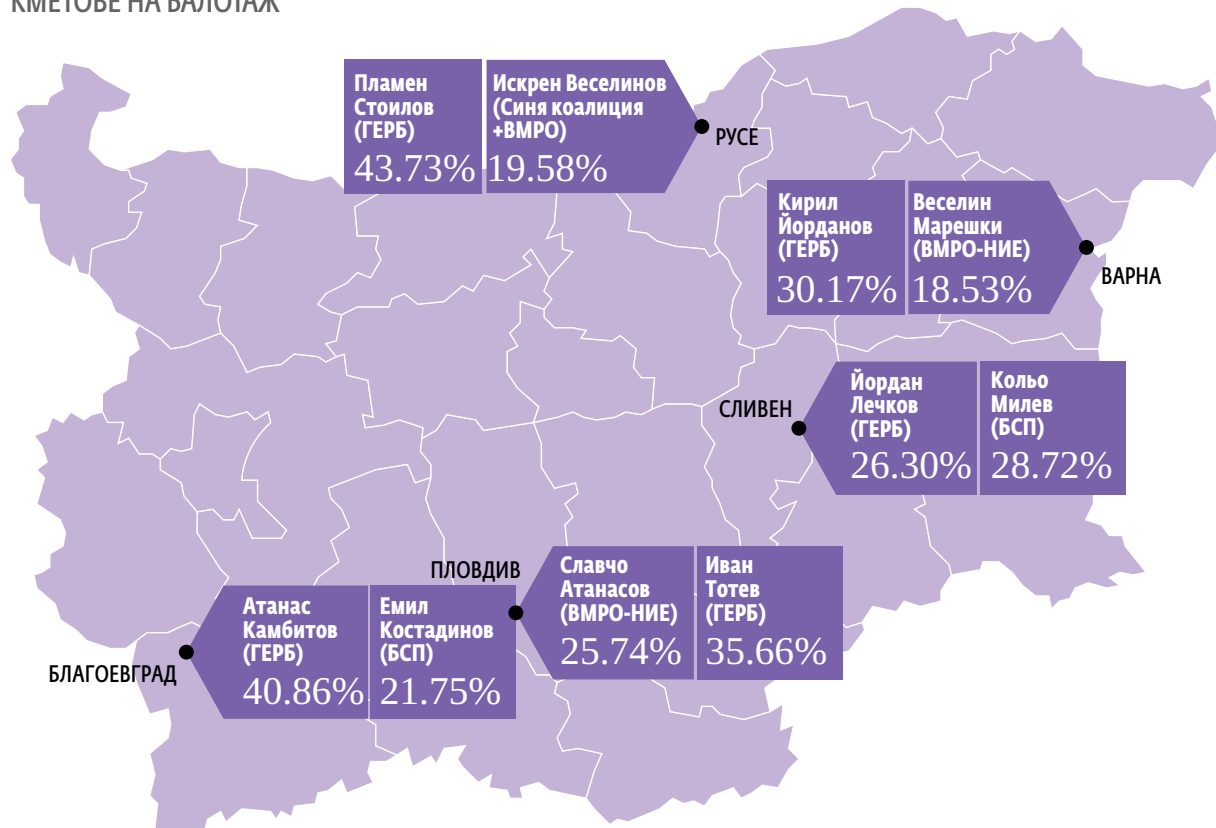 КМЕТОВЕ НА БАЛОТАЖ
Пламен
Стоилов
(ГЕРБ)
43.73%
Искрен Веселинов
(Синя коалиция
+ВМРО)
19.58%
РУСЕ
Кирил
Йорданов
(ГЕРБ)
30.17%
Веселин
Марешки
(ВМРО-НИЕ)
18.53%
ВАРНА
СЛИВЕН
Йордан
Лечков
(ГЕРБ)
26.30%
Кольо
Милев
(БСП)
28.72%
ПЛОВДИВ
Славчо
Атанасов
(ВМРО-НИЕ)
25.74%
Иван
Тотев
(ГЕРБ)
35.66%
БЛАГОЕВГРАД
Атанас
Камбитов
(ГЕРБ)
40.86%
Емил
Костадинов
(БСП)
21.75%